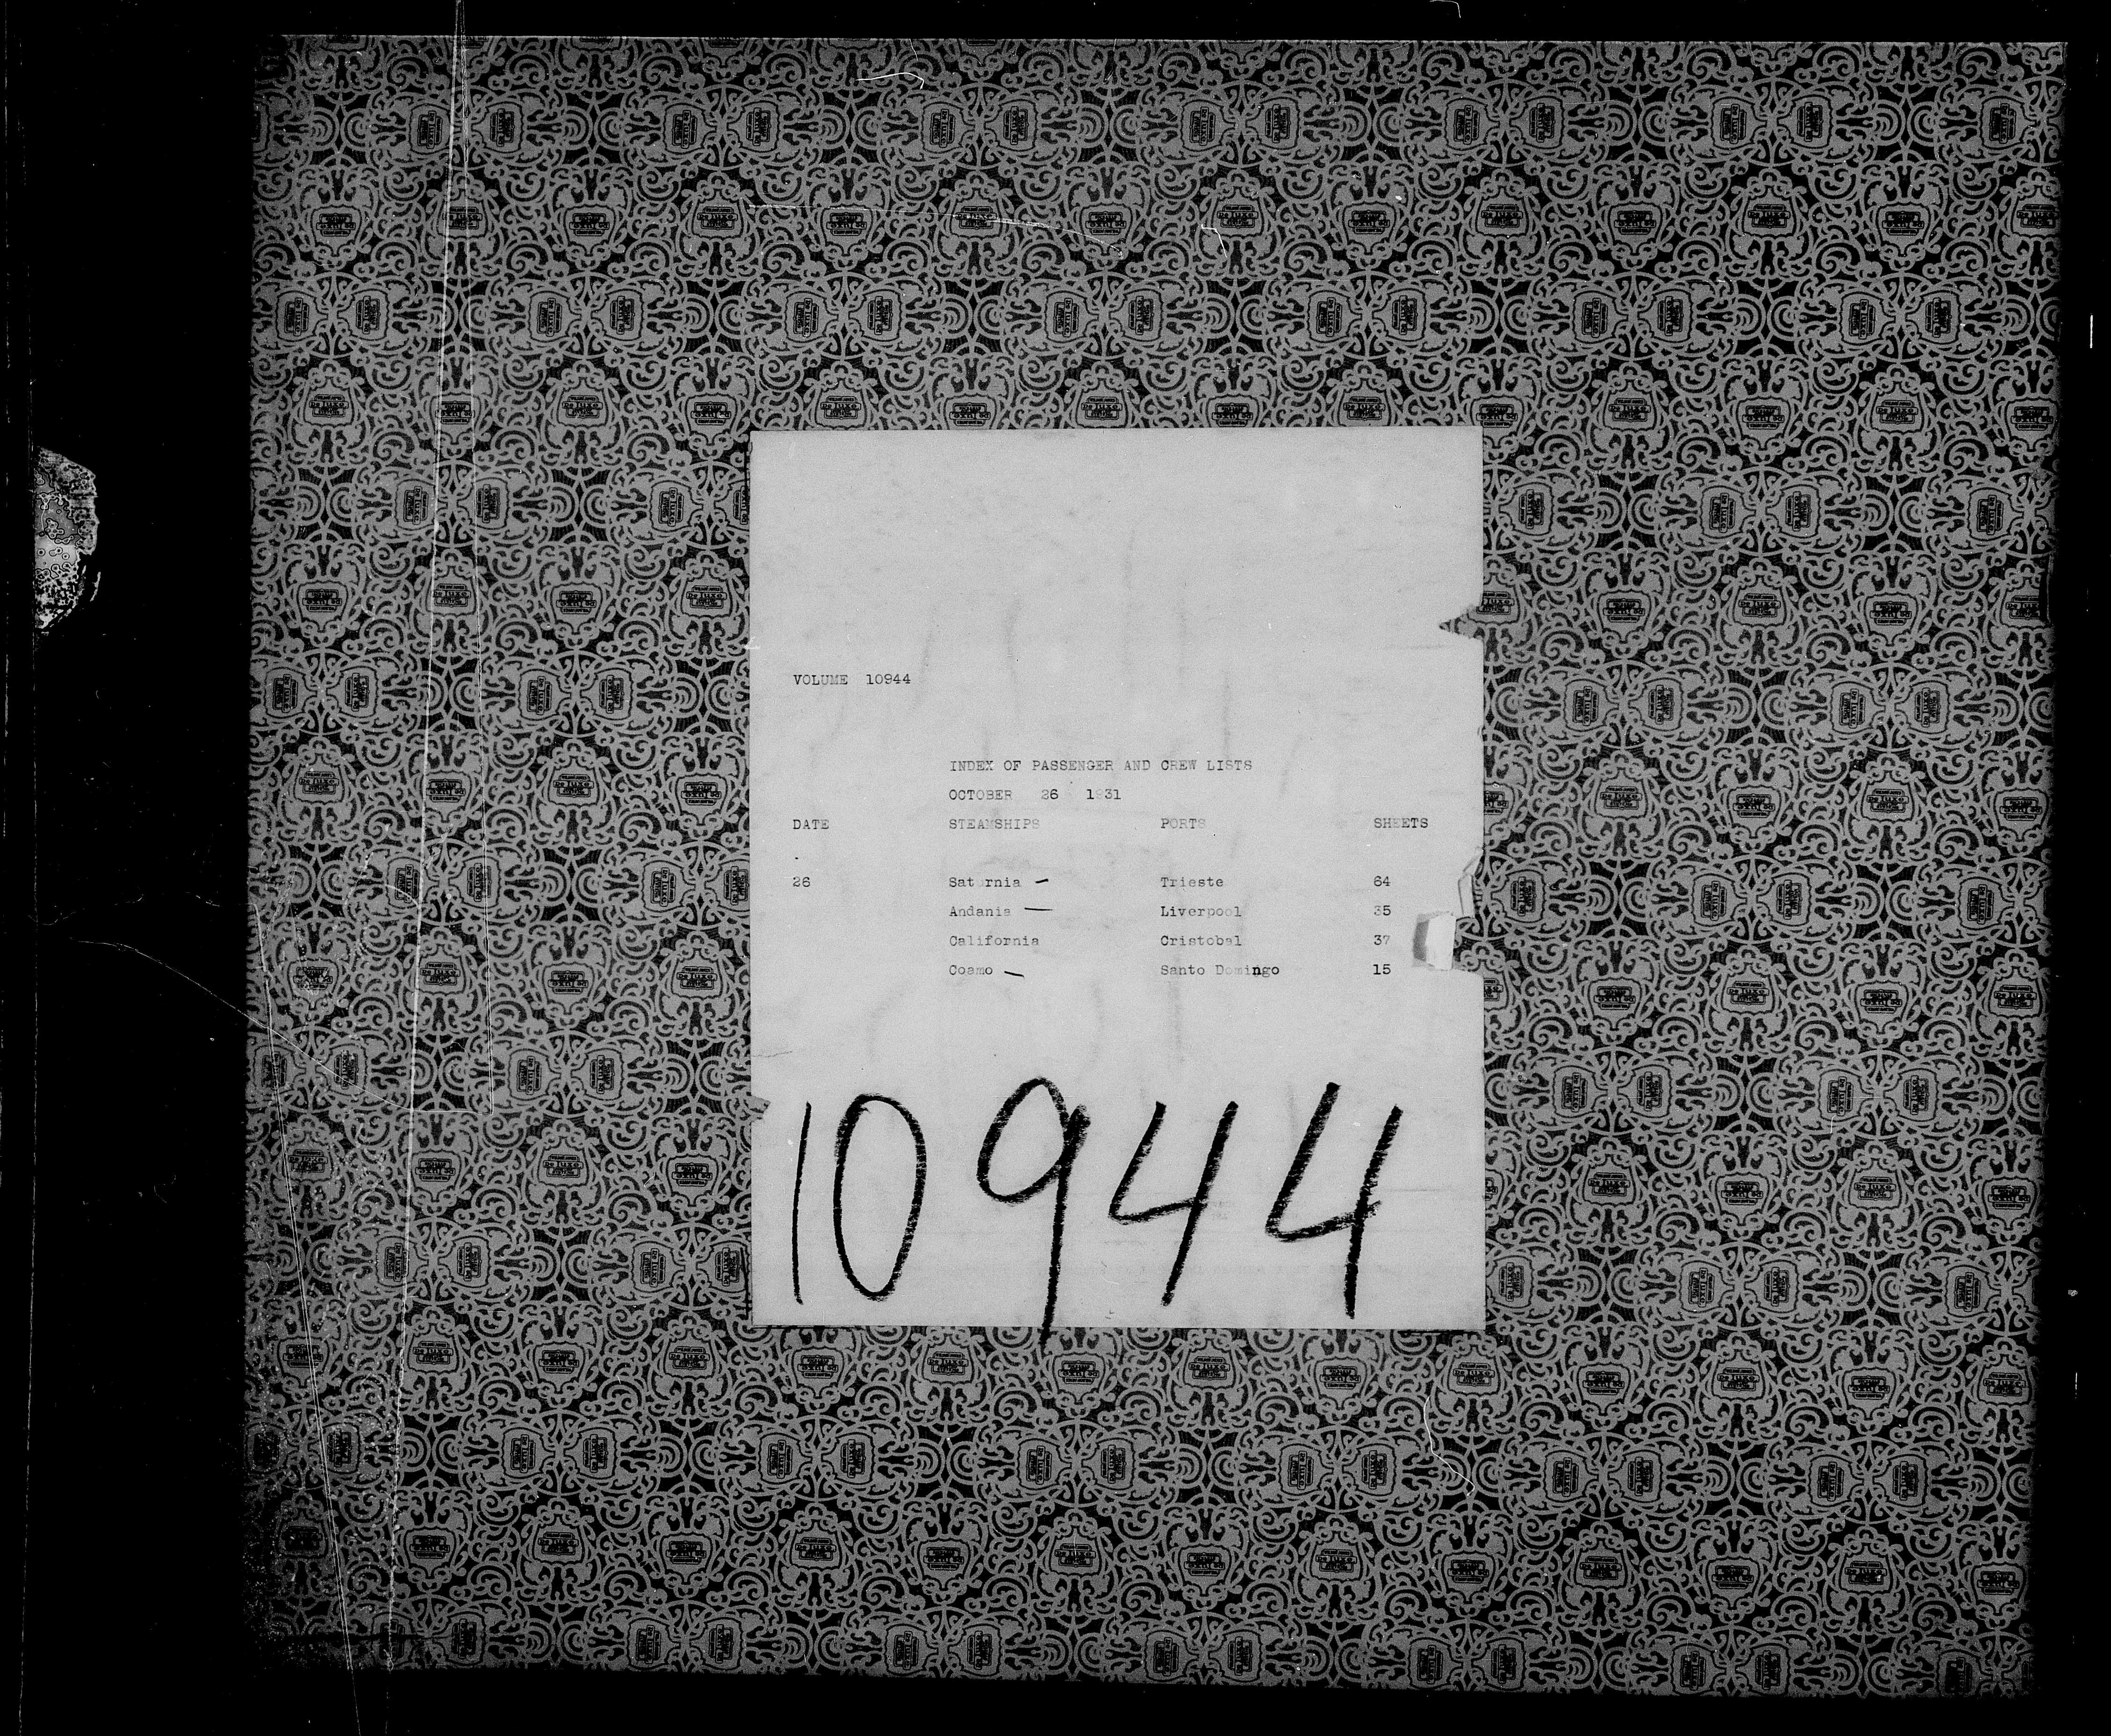 VOLUME 10944
INDEX OF PASSENGER AND CREW LISTS
OCTOBER 26 1931
DATE STEAMSHIPS PORTS SHEETS
26 Saturnia — Trieste 64
Andania — Liverpool 35
California Cristobal 37
Coamo — Santo Domingo 15
10944